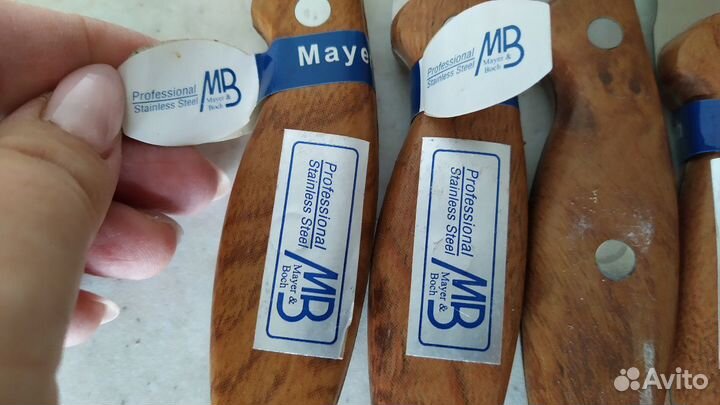 Professional
Stainless Steel
MB
Mayer &
Boch
Maye
Professional
Stainless Steel
MB
Mayer &
Boch
Professional
Stainless Steel
MB
Mayer &
Boch
Professional
Stainless Steel
MB
Mayer &
Boch
Avito